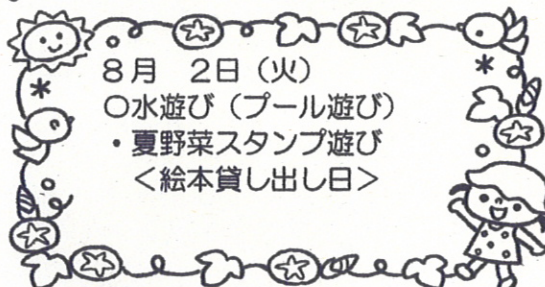 8月　2日（火）
〇水遊び（プール遊び）
・夏野菜スタンプ遊び
＜絵本貸し出し日＞